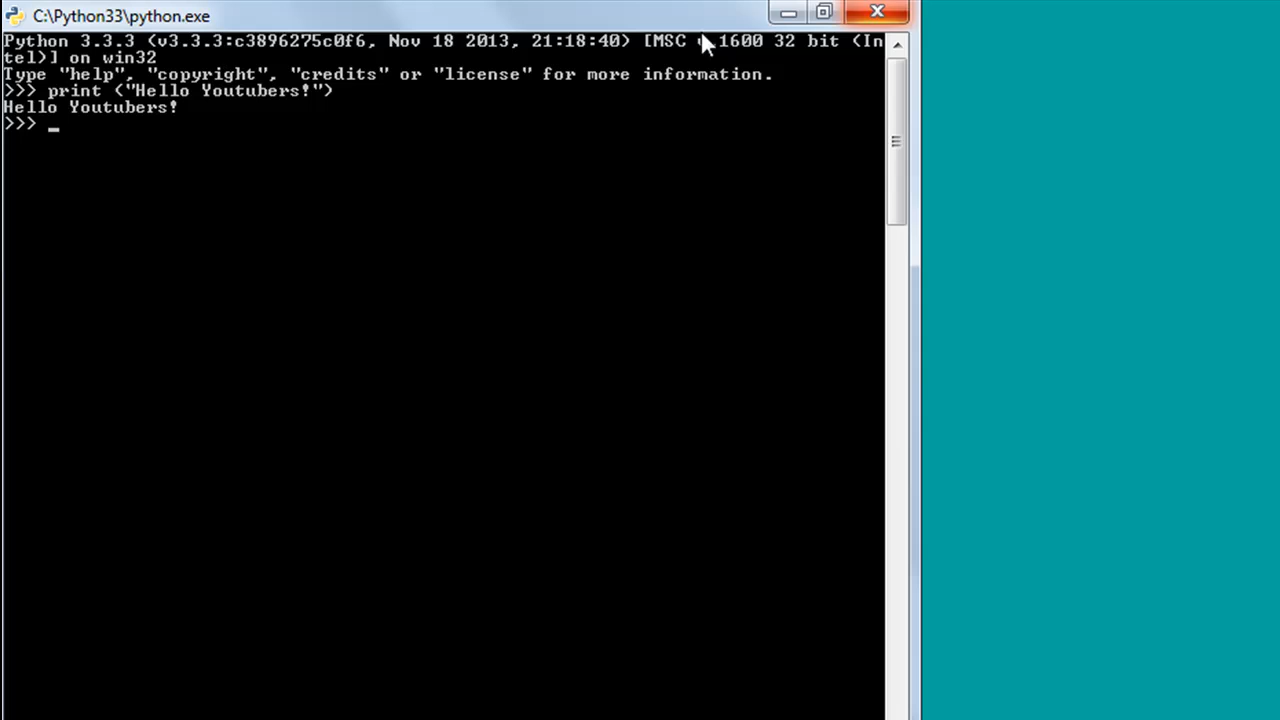 C:\Python33\python.exe
Python 3.3.3 (v3.3.3:c3896275c0f6, Nov 18 2013, 21:18:40) [MSC v.1600 32 bit (In
tel)] on win32
Type "help", "copyright", "credits" or "license" for more information.
>>> print ("Hello Youtubers!")
Hello Youtubers!
>>> _